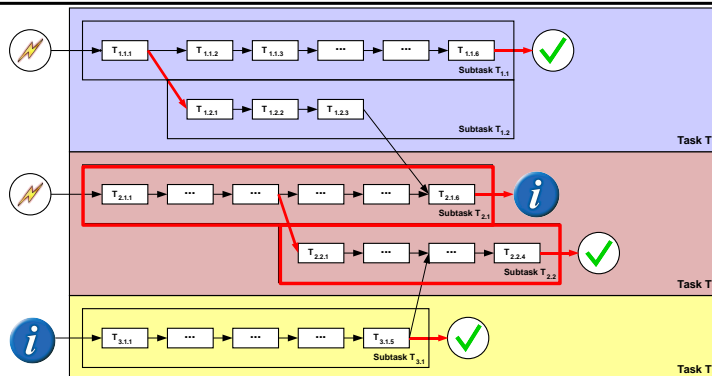 T1.1.1 T1.1.2 T1.1.3 ... ... T1.1.6
Subtask T1.1
T1.2.1 T1.2.2 T1.2.3
Subtask T1.2
Task T
T2.1.1 ... ... ... ... T2.1.6
i
Subtask T2.1
T2.2.1 ... ... T2.2.4
Subtask T2.2
Task T
i
T3.1.1 ... ... ... T3.1.5
Subtask T3.1
Task T